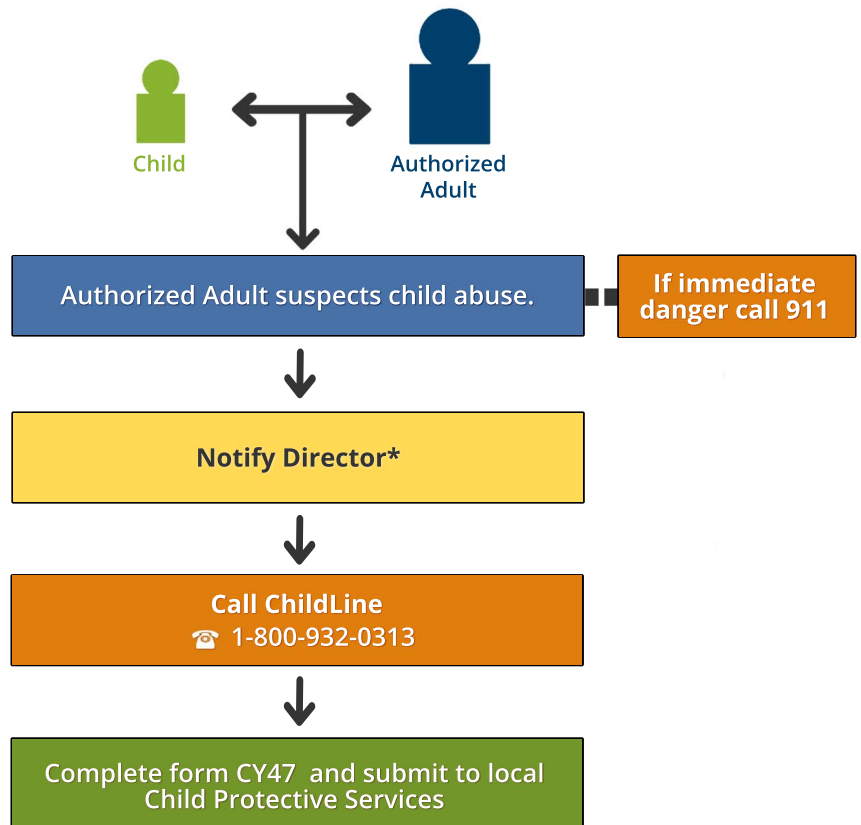 Child
Authorized
Adult
Authorized Adult suspects child abuse.
If immediate
danger call 911
Notify Director*
Call ChildLine
☎ 1-800-932-0313
Complete form CY47 and submit to local
Child Protective Services